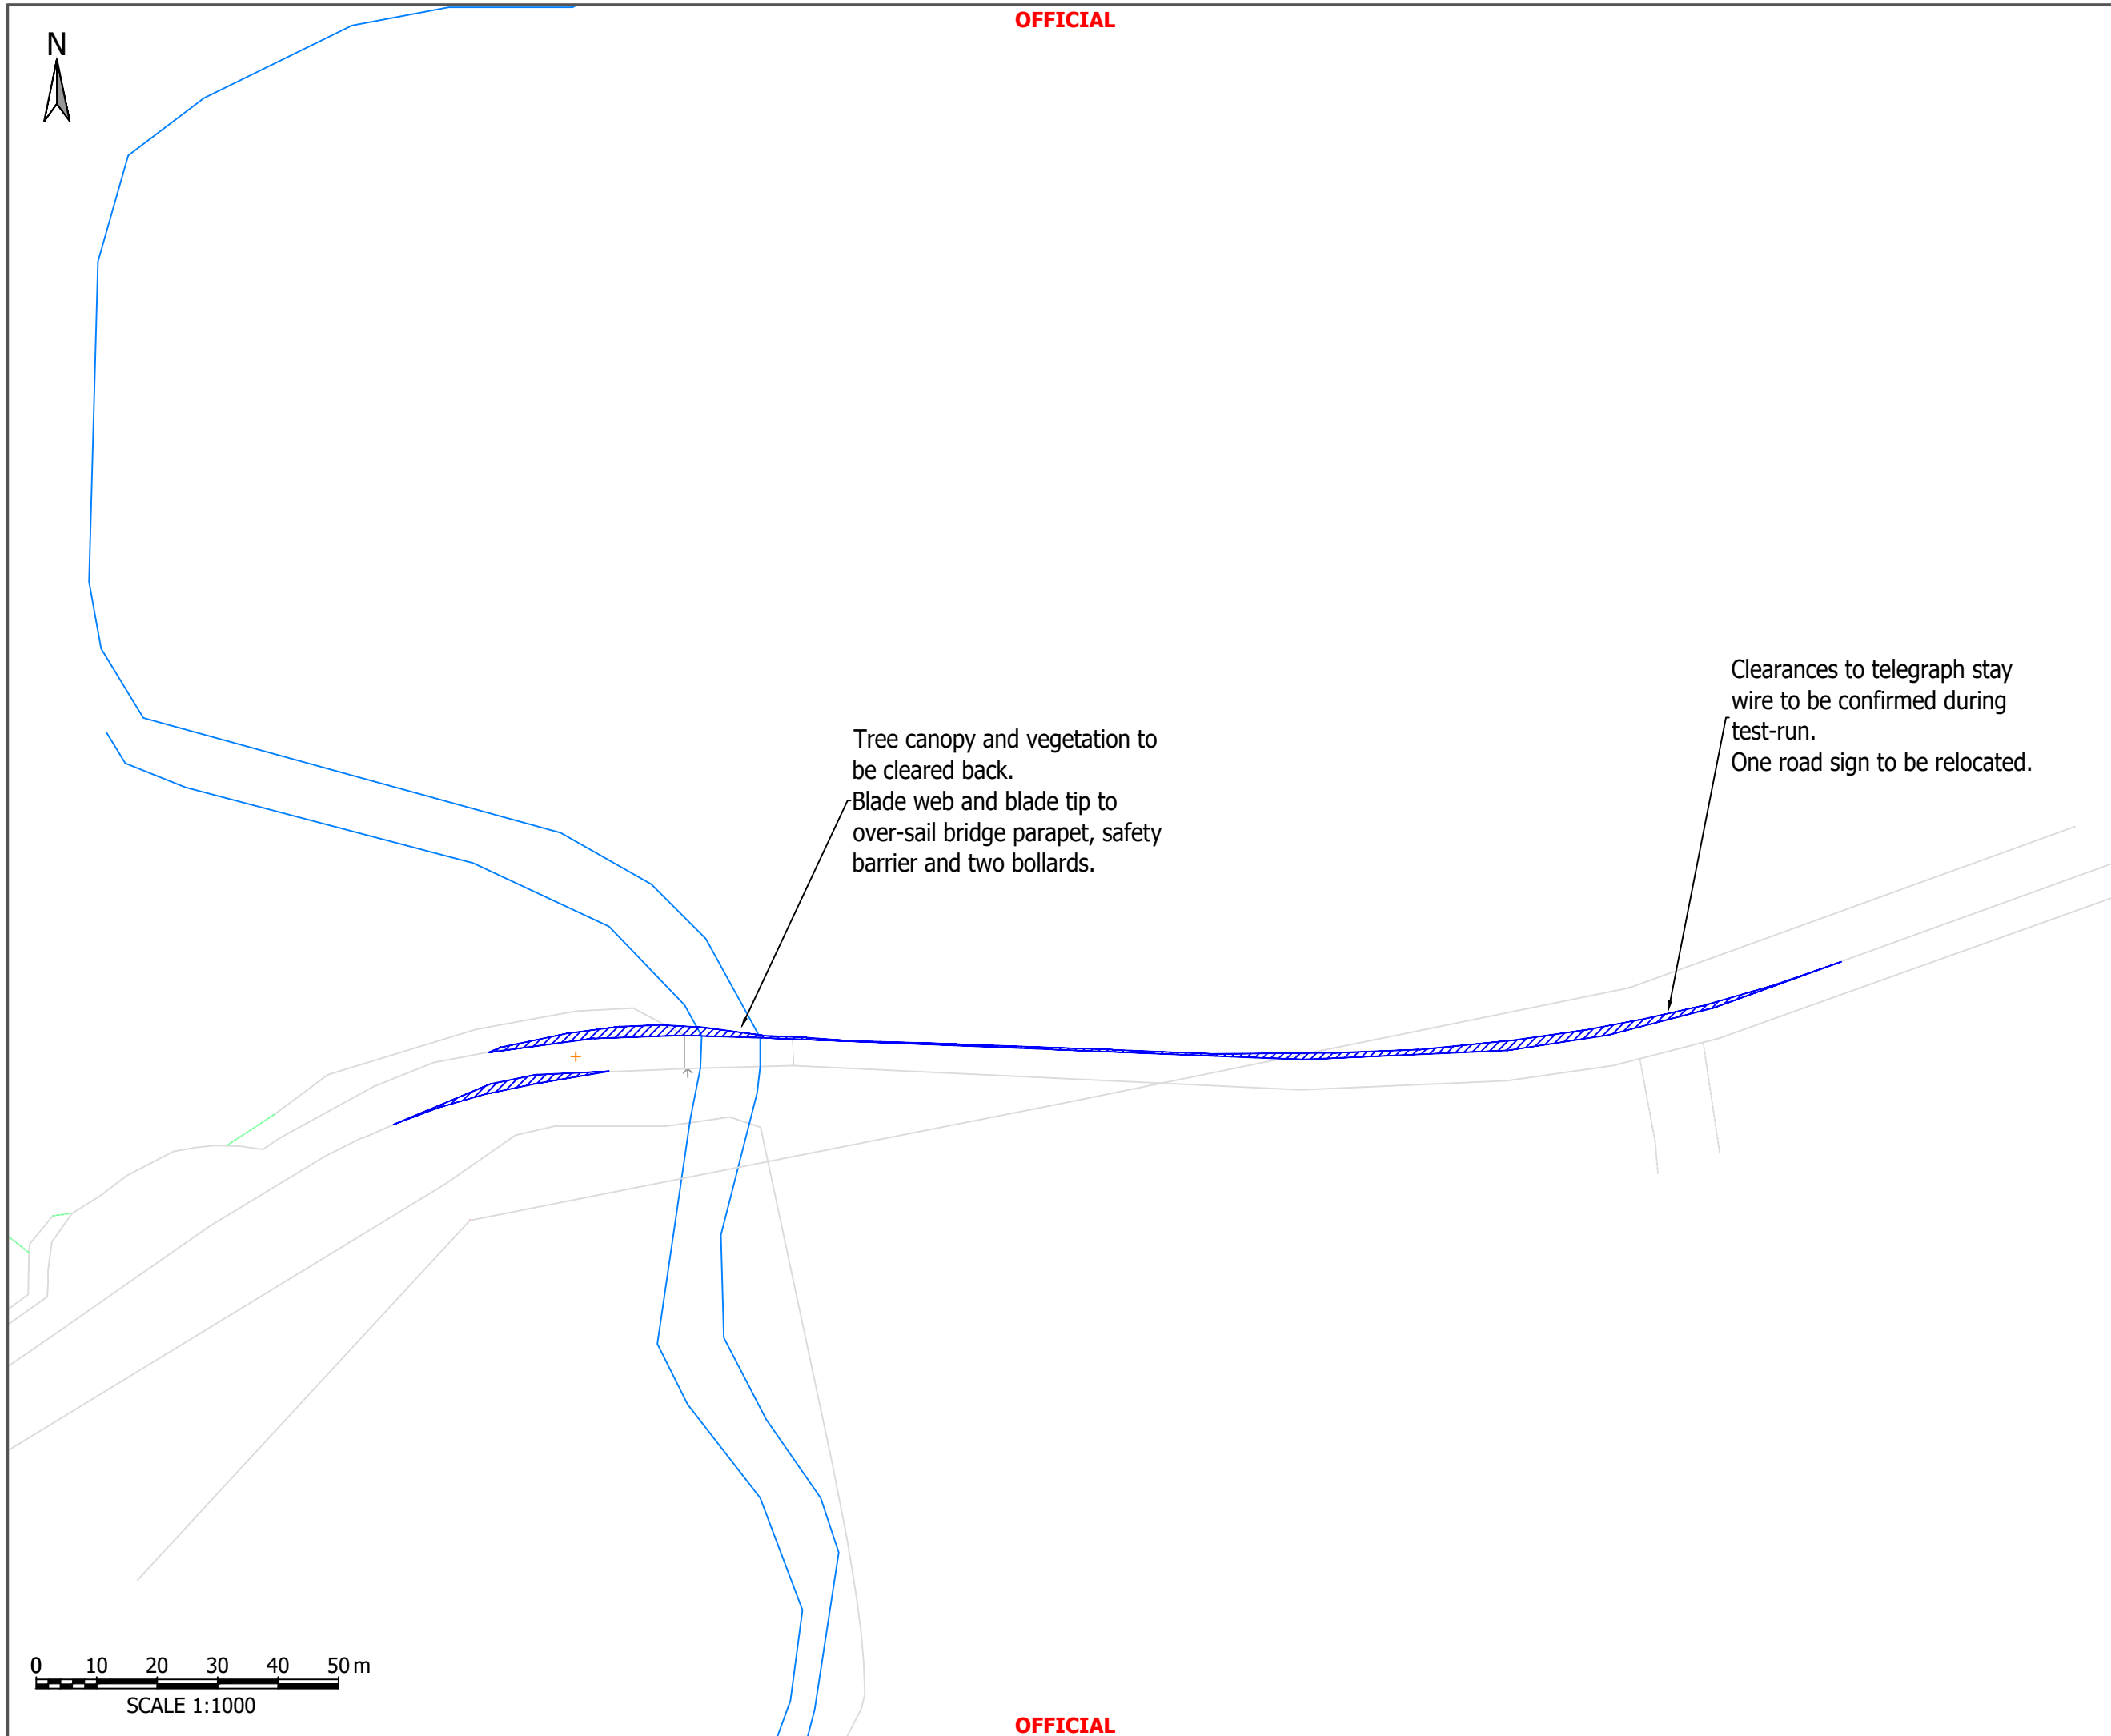 OFFICIAL
N
Clearances to telegraph stay
wire to be confirmed during
test-run.
One road sign to be relocated.
Tree canopy and vegetation to
be cleared back.
Blade web and blade tip to
over-sail bridge parapet, safety
barrier and two bollards.
0 10 20 30 40 50 m
SCALE 1:1000
OFFICIAL